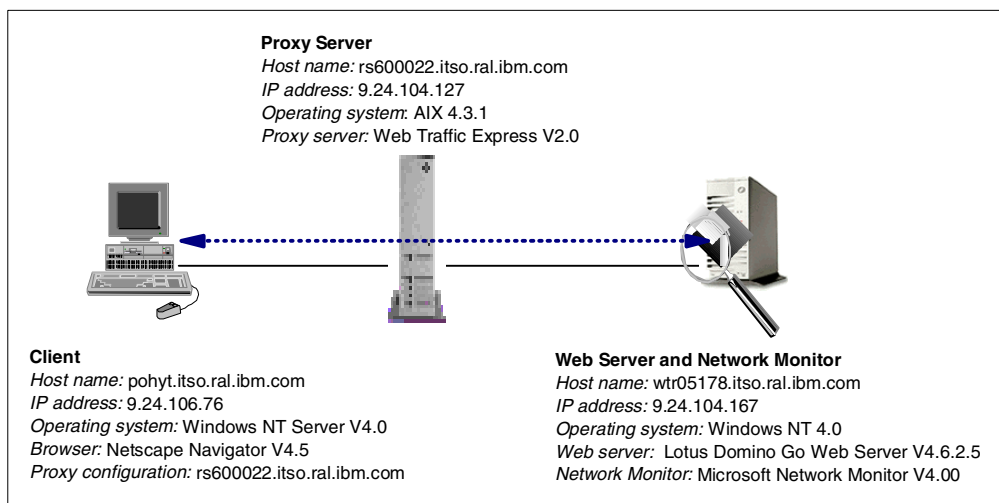 Proxy Server
Host name: rs600022.itso.ral.ibm.com
IP address: 9.24.104.127
Operating system: AIX 4.3.1
Proxy server: Web Traffic Express V2.0
Client
Host name: pohyt.itso.ral.ibm.com
IP address: 9.24.106.76
Operating system: Windows NT Server V4.0
Browser: Netscape Navigator V4.5
Proxy configuration: rs600022.itso.ral.ibm.com
Web Server and Network Monitor
Host name: wtr05178.itso.ral.ibm.com
IP address: 9.24.104.167
Operating system: Windows NT 4.0
Web server: Lotus Domino Go Web Server V4.6.2.5
Network Monitor: Microsoft Network Monitor V4.00